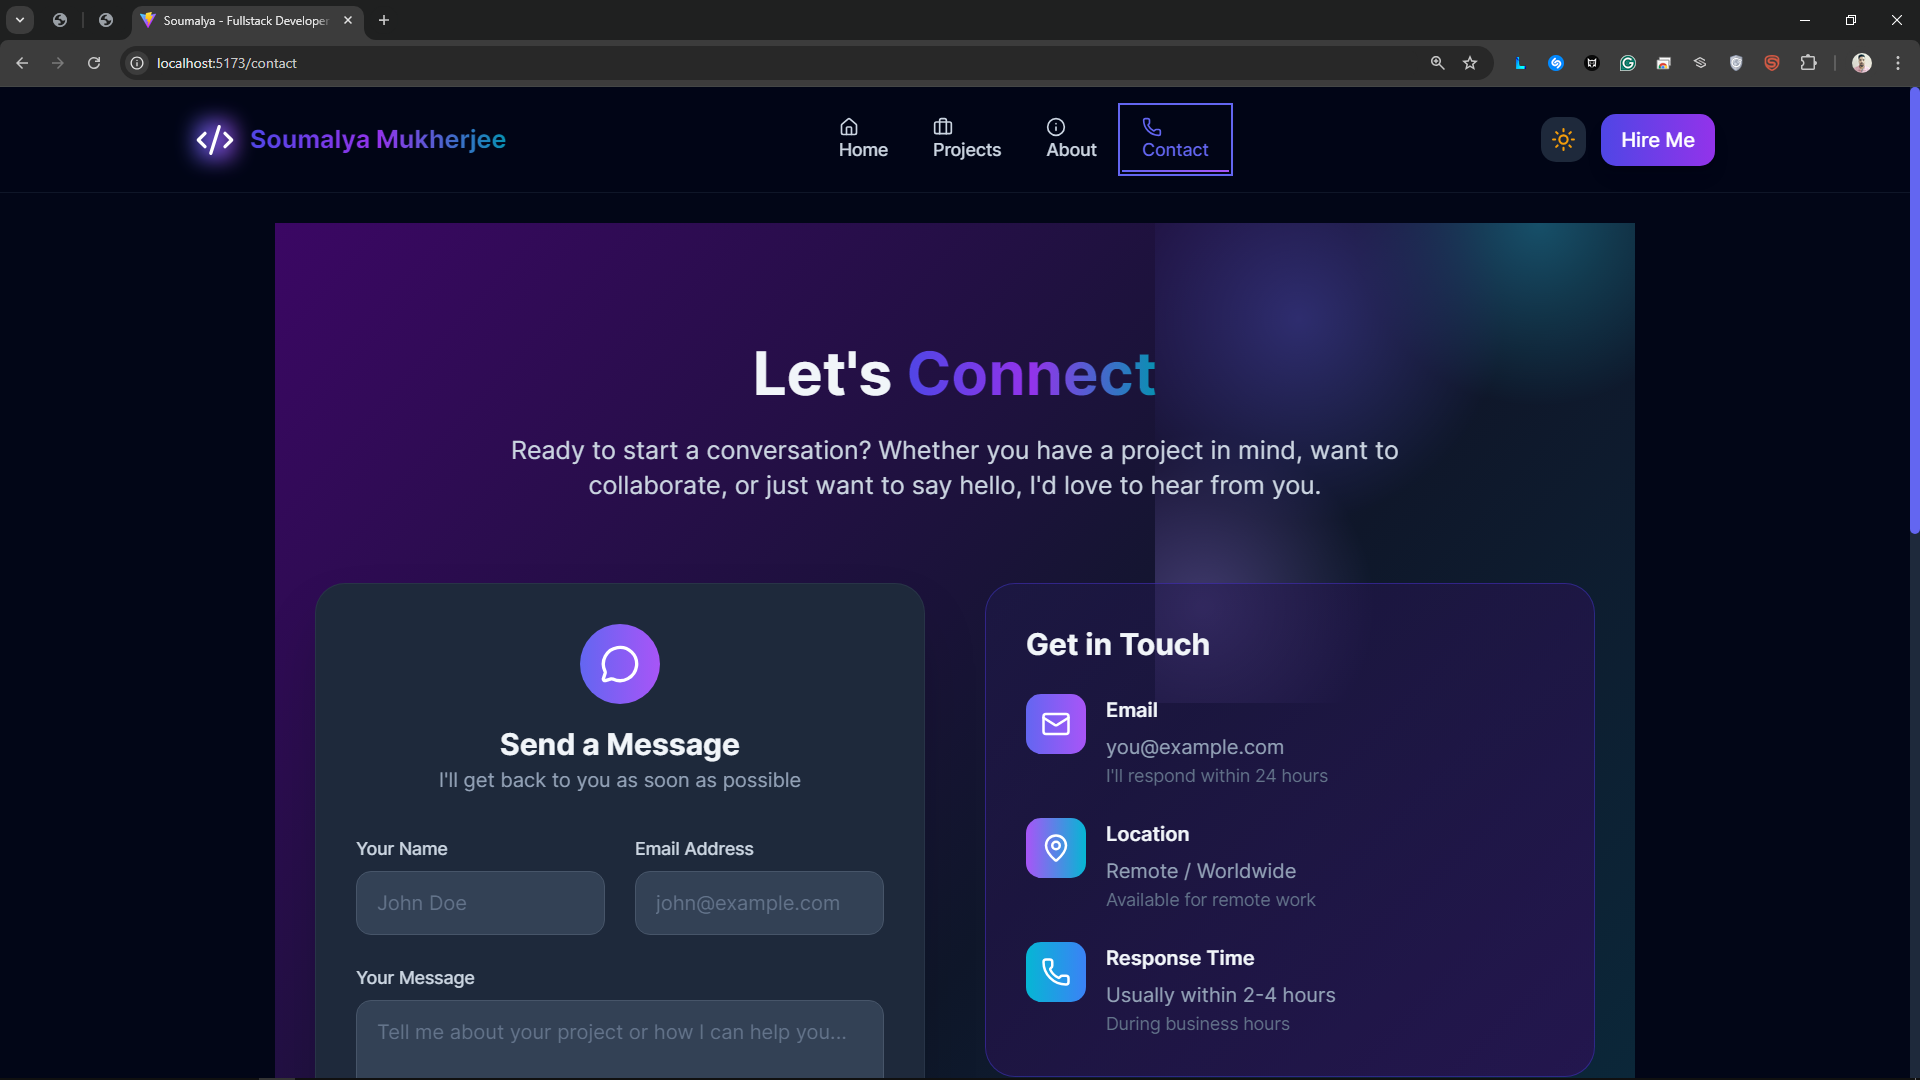 Soumalya - Fullstack Developer
localhost:5173/contact
</> Soumalya Mukherjee
Home
Projects
About
Contact
Hire Me
Let's Connect
Ready to start a conversation? Whether you have a project in mind, want to
collaborate, or just want to say hello, I'd love to hear from you.
Send a Message
I'll get back to you as soon as possible
Your Name
Email Address
John Doe
john@example.com
Your Message
Tell me about your project or how I can help you...
Get in Touch
Email
you@example.com
I'll respond within 24 hours
Location
Remote / Worldwide
Available for remote work
Response Time
Usually within 2-4 hours
During business hours